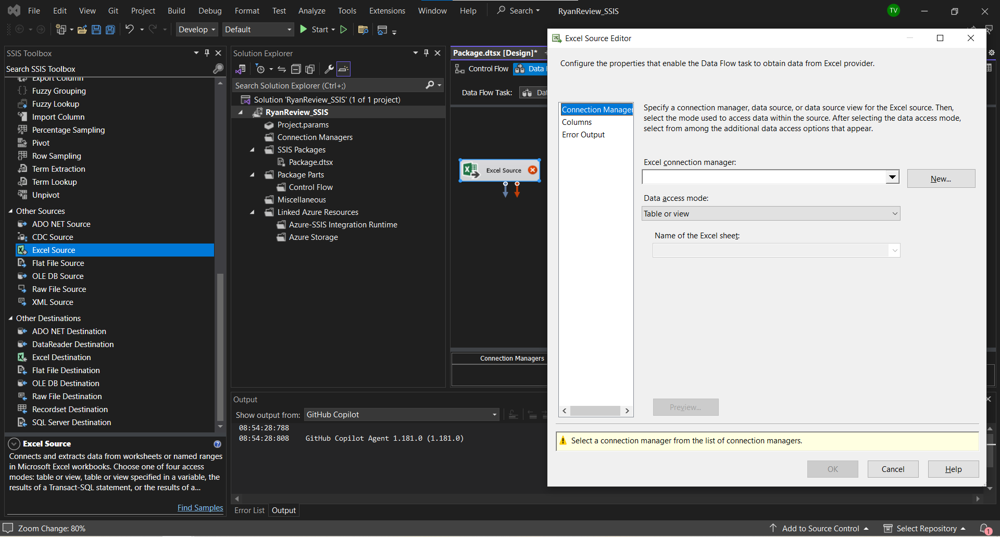 File Edit View Git Project Build Debug Format Test Analyze Tools Extensions Window Help Search RyanReview_SSIS TV
Develop Default Start
SSIS Toolbox
Search SSIS Toolbox
Export Column
Fuzzy Grouping
Fuzzy Lookup
Import Column
Percentage Sampling
Pivot
Row Sampling
Term Extraction
Term Lookup
Unpivot
Other Sources
ADO NET Source
CDC Source
Excel Source
Flat File Source
OLE DB Source
Raw File Source
XML Source
Other Destinations
ADO NET Destination
DataReader Destination
Excel Destination
Flat File Destination
OLE DB Destination
Raw File Destination
Recordset Destination
SQL Server Destination
Excel Source
Connects and extracts data from worksheets or named ranges
in Microsoft Excel workbooks. Choose one of four access
modes: table or view, table or view specified in a variable, the
results of a Transact-SQL statement, or the results of a...
Find Samples
Solution Explorer
Search Solution Explorer (Ctrl+;)
Solution 'RyanReview_SSIS' (1 of 1 project)
RyanReview_SSIS
Project.params
Connection Managers
SSIS Packages
Package.dtsx
Package Parts
Control Flow
Miscellaneous
Linked Azure Resources
Azure-SSIS Integration Runtime
Azure Storage
Package.dtsx [Design]*
Control Flow Data
Data Flow Task: Dat
Excel Source
Connection Managers
Output
Show output from: GitHub Copilot
08:54:28:788
08:54:28:808 GitHub Copilot Agent 1.181.0 (1.181.0)
Error List Output
Excel Source Editor
Configure the properties that enable the Data Flow task to obtain data from Excel provider.
Connection Manager
Columns
Error Output
Specify a connection manager, data source, or data source view for the Excel source. Then,
select the mode used to access data within the source. After selecting the data access mode,
select from among the additional data access options that appear.
Excel connection manager:
New...
Data access mode:
Table or view
Name of the Excel sheet:
Preview...
Select a connection manager from the list of connection managers.
OK Cancel Help
Zoom Change: 80% Add to Source Control Select Repository 1